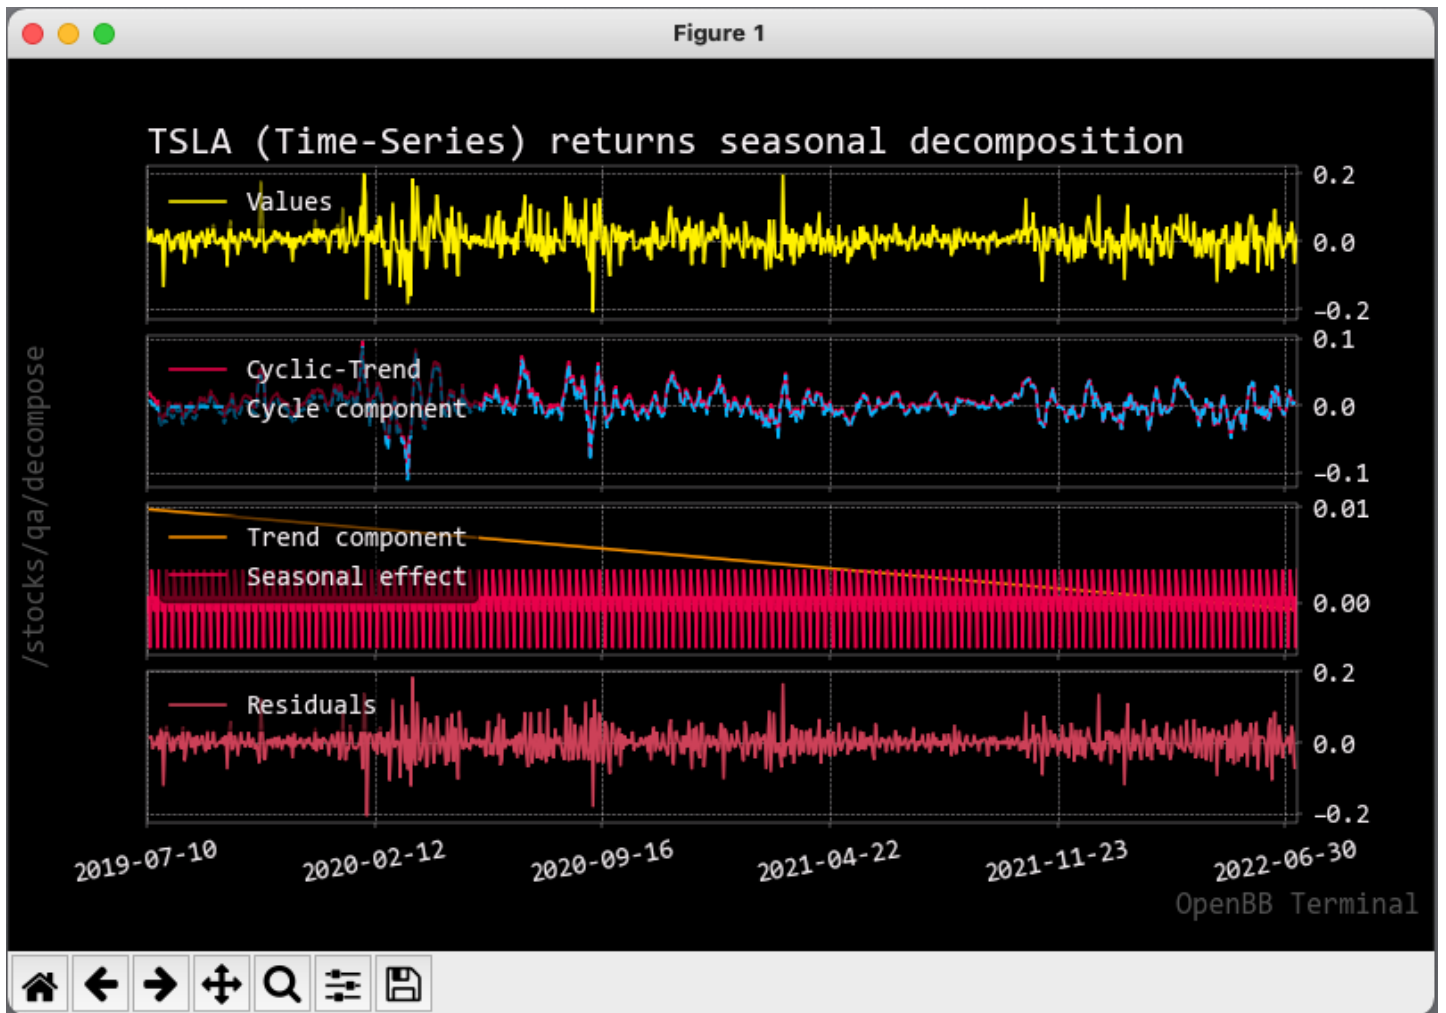 Figure 1
TSLA (Time-Series) returns seasonal decomposition
Values
0.2
0.0
−0.2
Cyclic-Trend
Cycle component
0.1
0.0
−0.1
Trend component
Seasonal effect
0.01
0.00
Residuals
0.2
0.0
−0.2
2019-07-10
2020-02-12
2020-09-16
2021-04-22
2021-11-23
2022-06-30
/stocks/qa/decompose
OpenBB Terminal